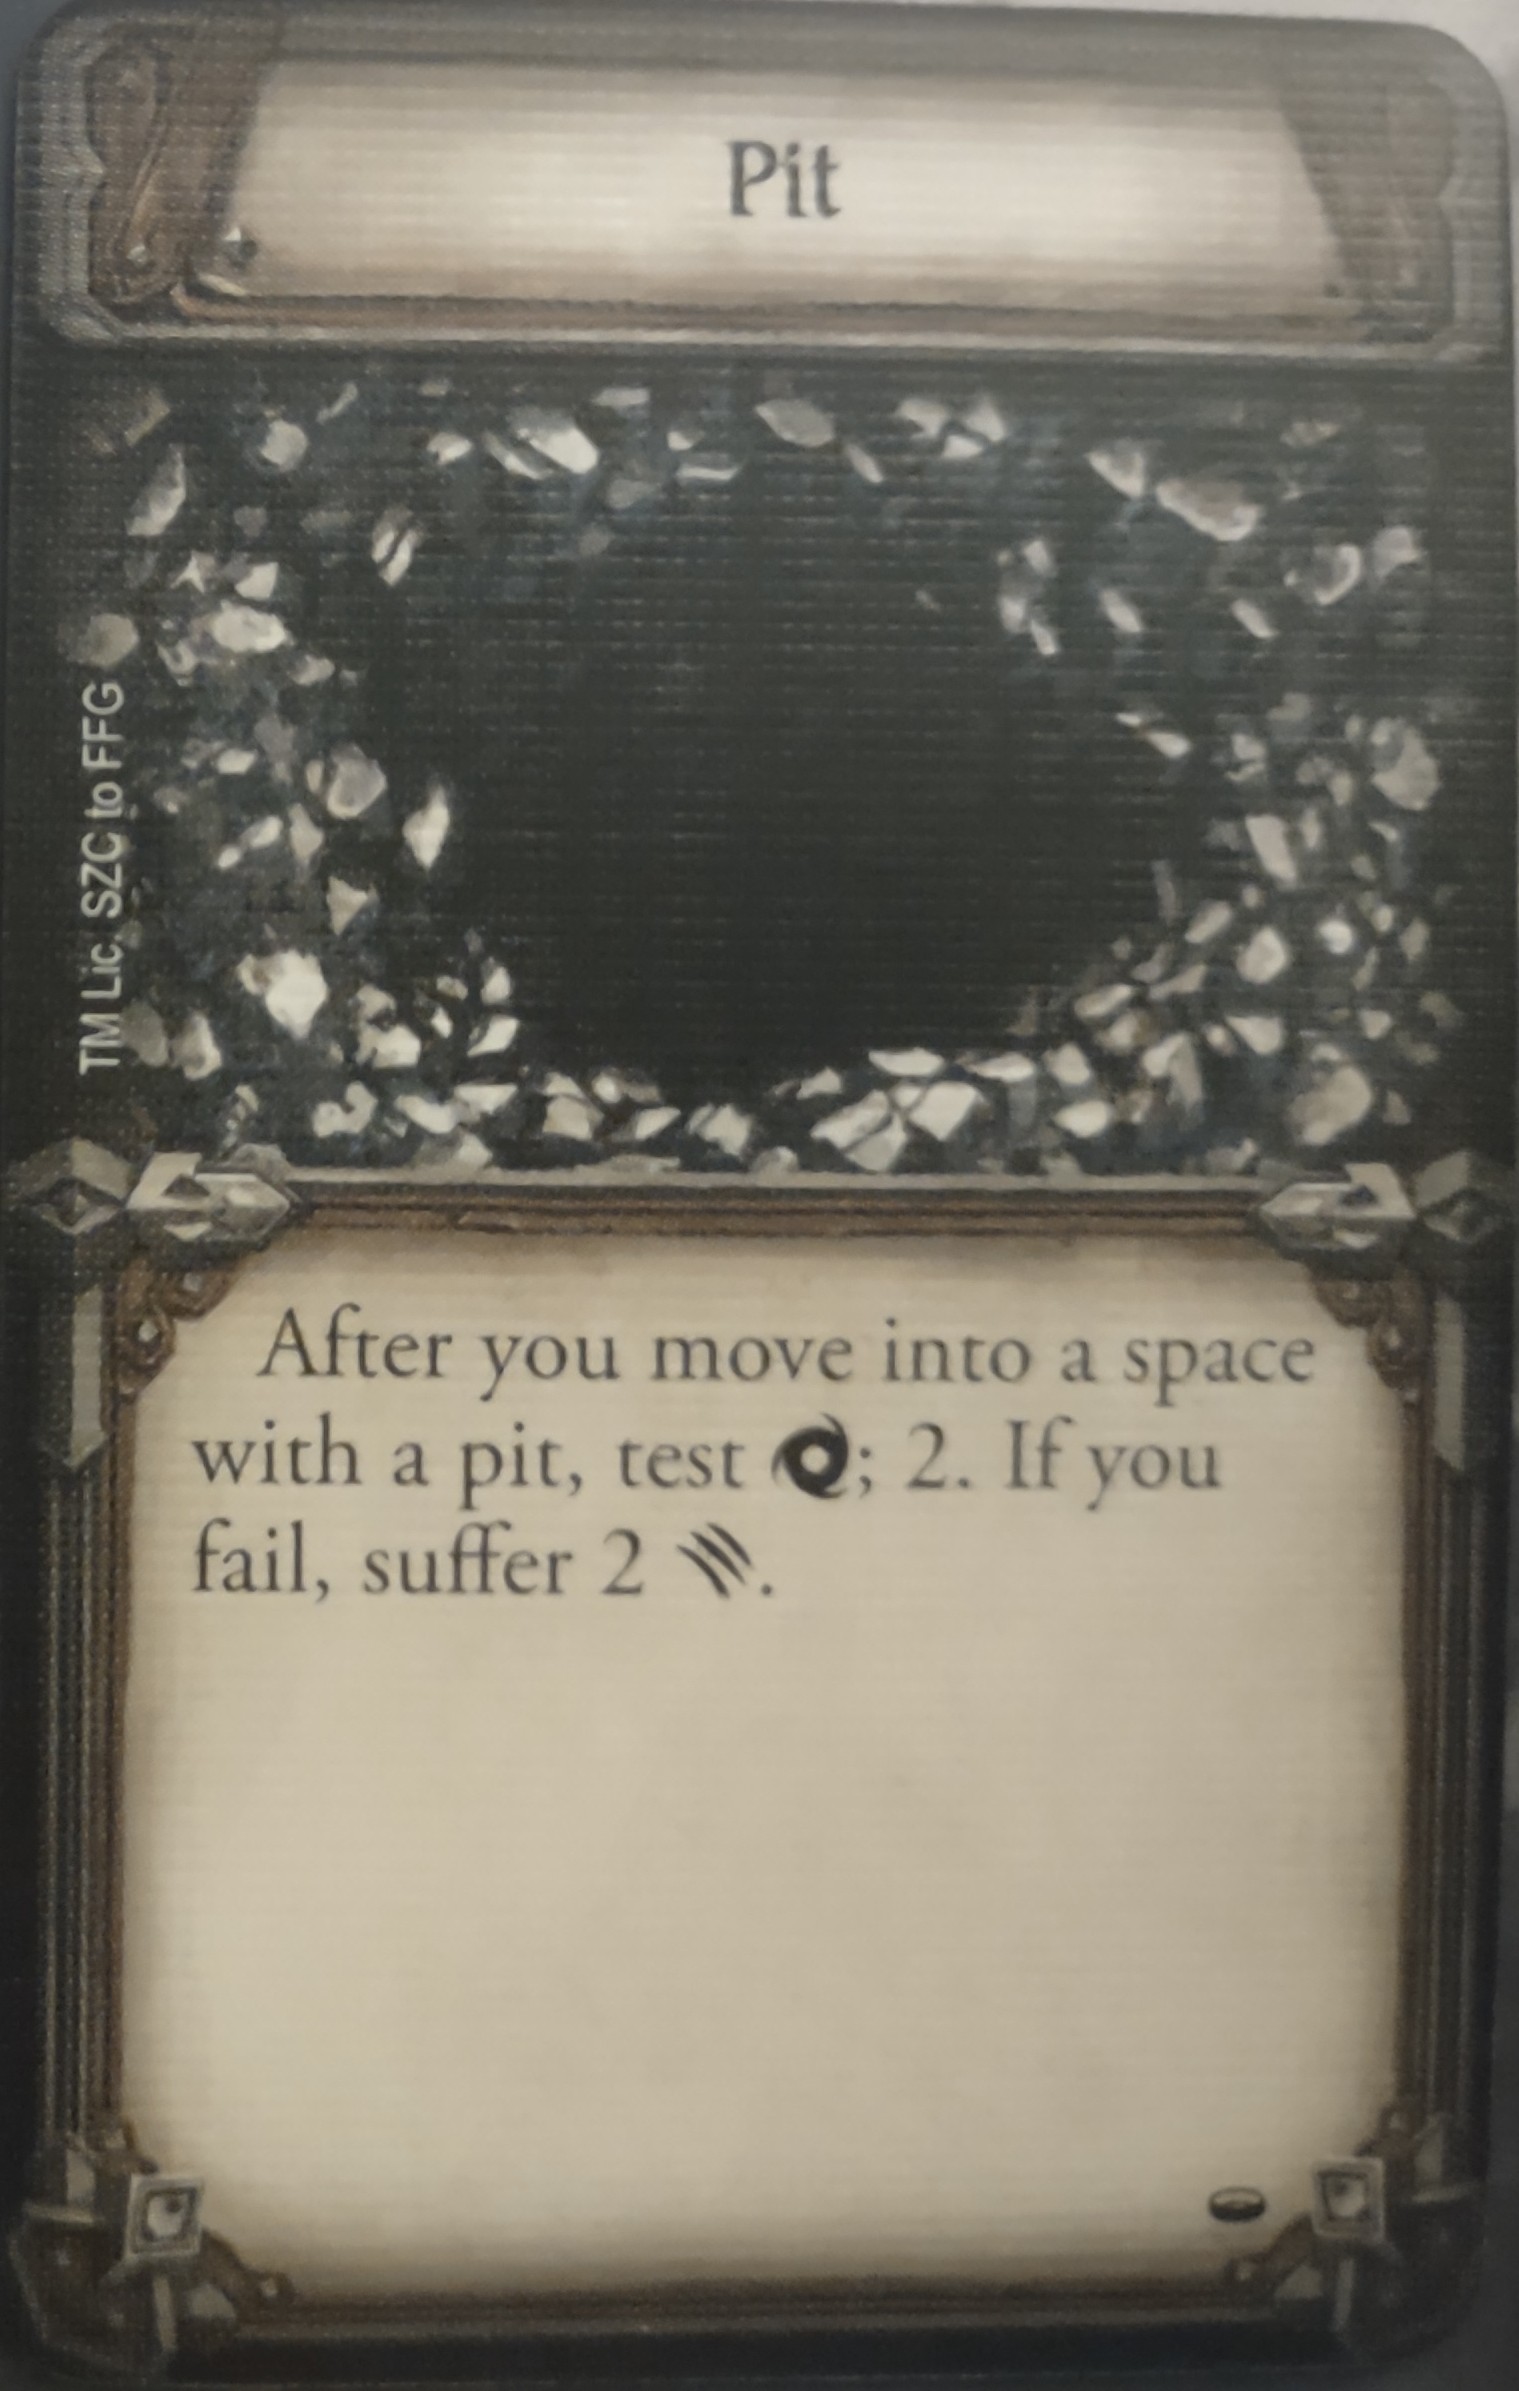 Pit
TM Lic. SZC to FFG
After you move into a space
with a pit, test ; 2. If you
fail, suffer 2 .